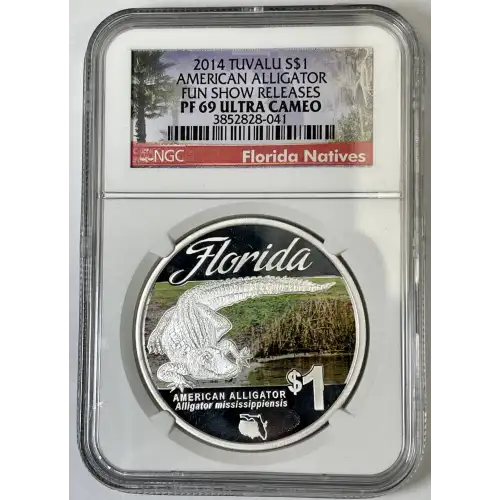 2014 TUVALU S$1
AMERICAN ALLIGATOR
FUN SHOW RELEASES
PF 69 ULTRA CAMEO
3852828-041
NGC
Florida Natives
Florida
$1
AMERICAN ALLIGATOR
Alligator mississippiensis